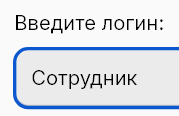 Введите логин:
Сотрудник